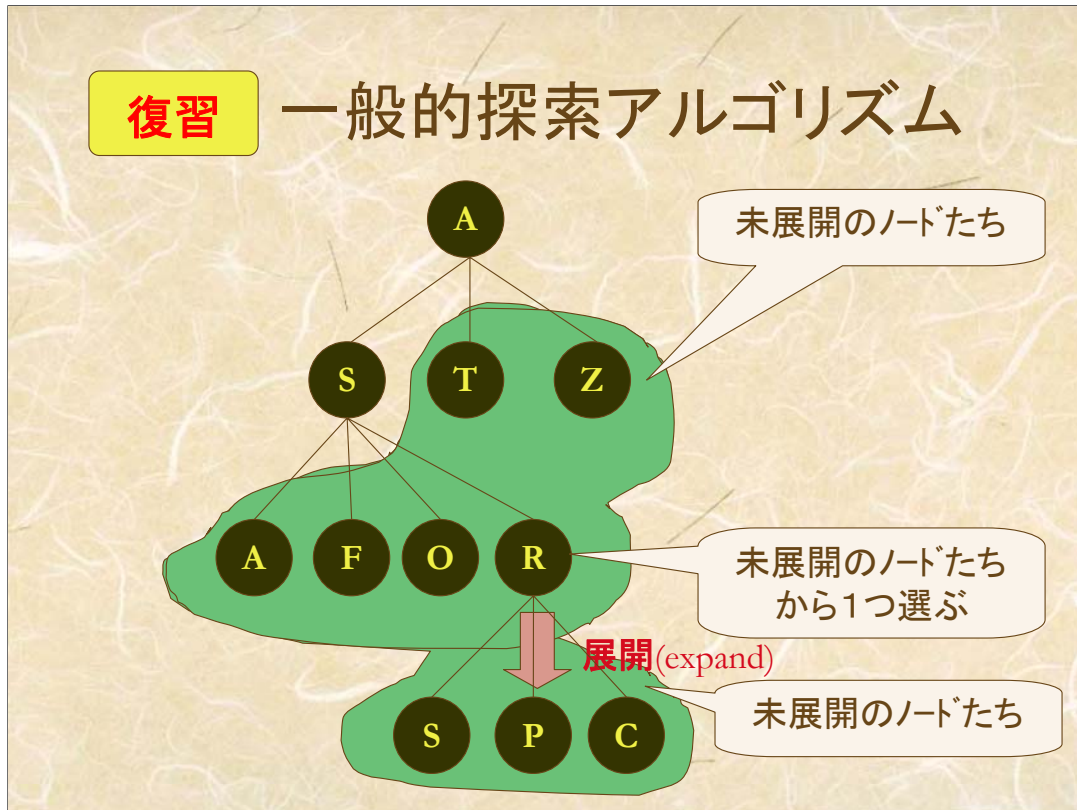 復習
一般的探索アルゴリズム
A
未展開のノードたち
S
T
Z
A
F
O
R
未展開のノードたち
から1つ選ぶ
展開(expand)
S
P
C
未展開のノードたち